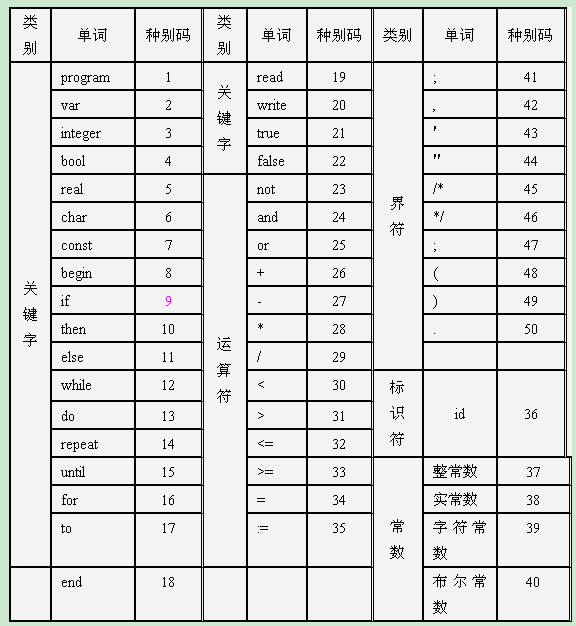 类别 单词 种别码 类别 单词 种别码 类别 单词 种别码
关键字 program 1 关键字 read 19 界符 ; 41
var 2 write 20 , 42
integer 3 true 21 ' 43
bool 4 false 22 " 44
real 5 运算符 not 23 /* 45
char 6 and 24 */ 46
const 7 or 25 ; 47
begin 8 + 26 ( 48
if 9 - 27 ) 49
then 10 * 28 . 50
else 11 / 29
while 12 < 30 标识符 id 36
do 13 > 31
repeat 14 <= 32
until 15 >= 33 常数 整常数 37
for 16 = 34 实常数 38
to 17 := 35 字符常数 39
end 18 布尔常数 40